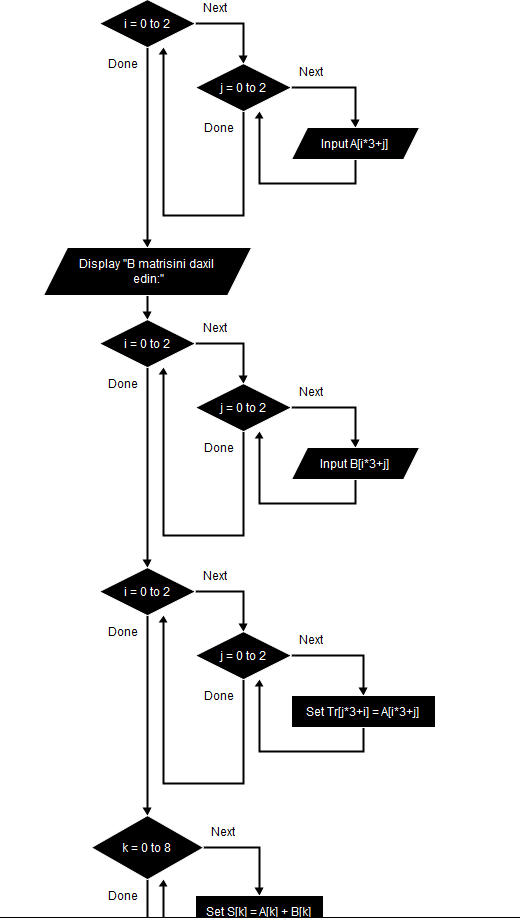 i = 0 to 2
Next
Done
j = 0 to 2
Next
Done
Input A[i*3+j]
Display "B matrisini daxil
edin:"
i = 0 to 2
Next
Done
j = 0 to 2
Next
Done
Input B[i*3+j]
i = 0 to 2
Next
Done
j = 0 to 2
Next
Done
Set Tr[j*3+i] = A[i*3+j]
k = 0 to 8
Next
Done
Set S[k] = A[k] + B[k]